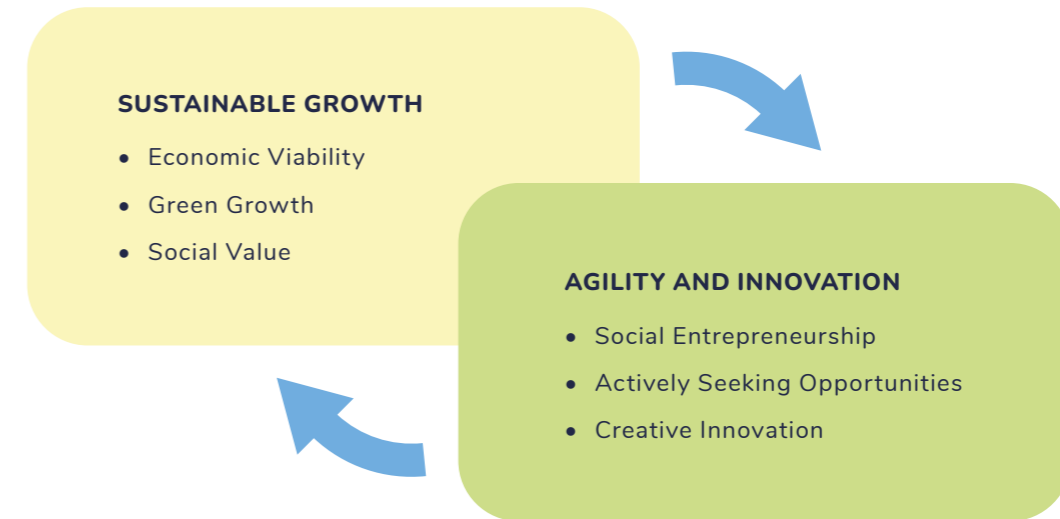 SUSTAINABLE GROWTH
• Economic Viability
• Green Growth
• Social Value
AGILITY AND INNOVATION
• Social Entrepreneurship
• Actively Seeking Opportunities
• Creative Innovation